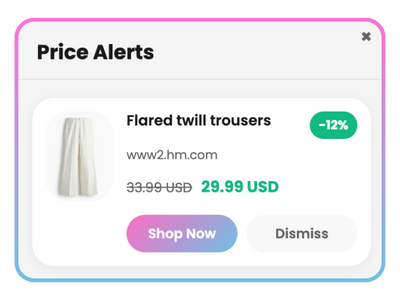 Price Alerts
✖
Flared twill trousers
-12%
www2.hm.com
33.99 USD 29.99 USD
Shop Now
Dismiss